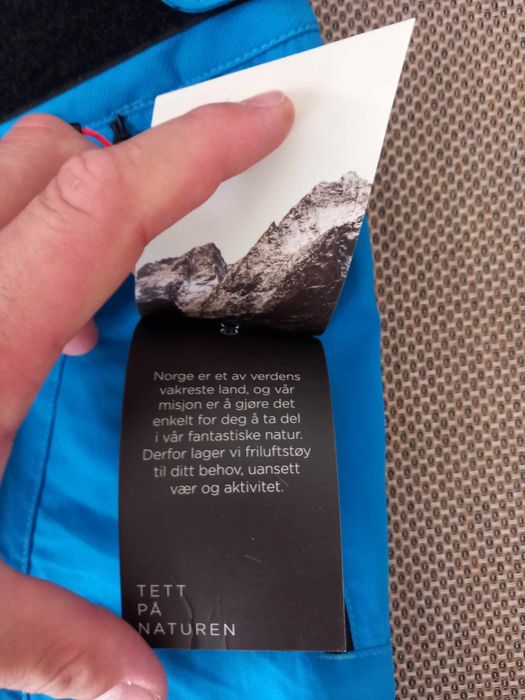 Norge er et av verdens
vakreste land, og vår
misjon er å gjøre det
enkelt for deg å ta del
i vår fantastiske natur.
Derfor lager vi friluftstøy
til ditt behov, uansett
vær og aktivitet.
TETT
PÅ
NATUREN